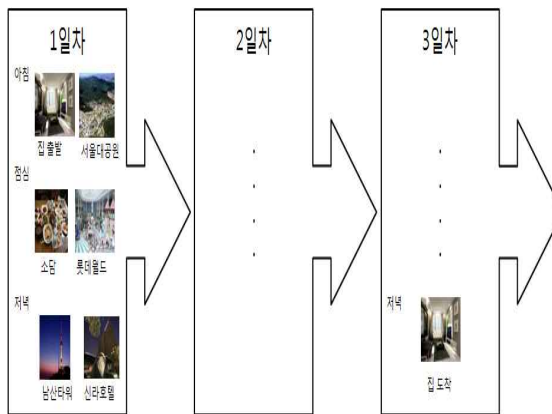 1일차
아침
집 출발 서울대공원
점심
소담 롯데월드
저녁
남산타워 신라호텔
2일차
3일차
저녁
집 도착